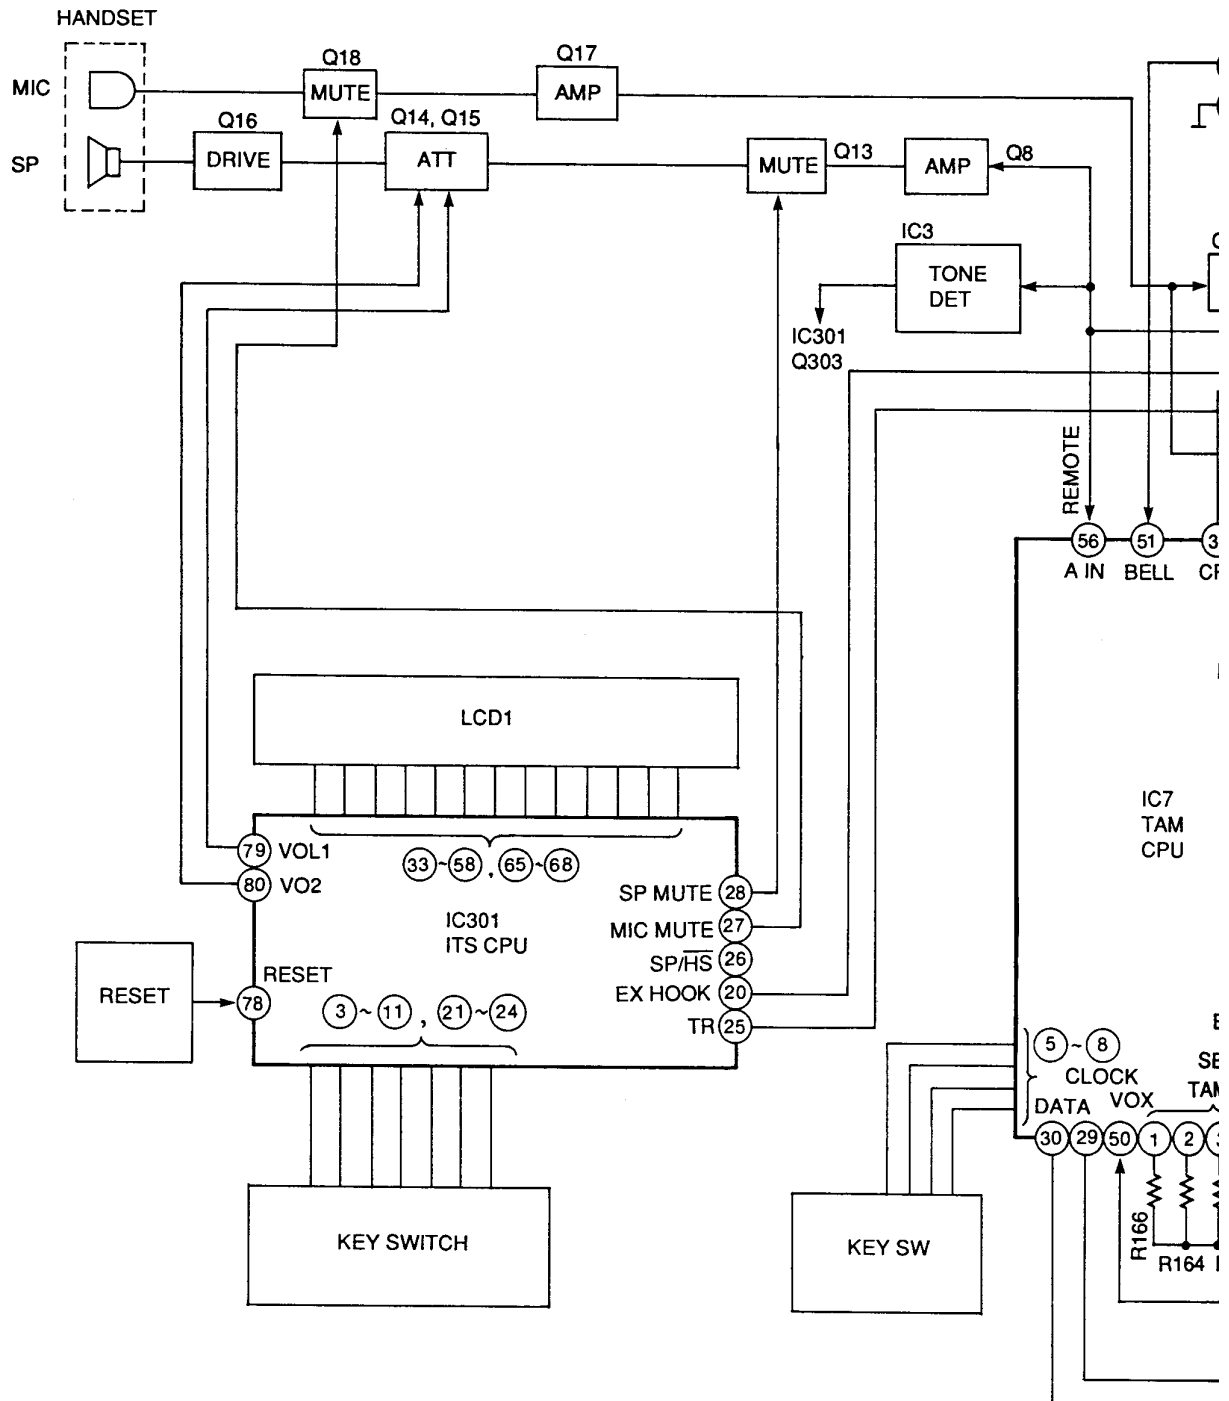 HANDSET
MIC
SP
Q18
MUTE
Q17
AMP
Q16
DRIVE
Q14, Q15
ATT
MUTE
Q13
AMP
Q8
IC3
TONE
DET
IC301
Q303
REMOTE
56
51
A IN
BELL
LCD1
79
VOL1
80
VO2
33~58, 65~68
IC301
ITS CPU
SP MUTE
28
MIC MUTE
27
SP/HS
26
EX HOOK
20
TR
25
RESET
RESET
78
3~11, 21~24
KEY SWITCH
IC7
TAM
CPU
5~8
CLOCK
DATA
VOX
TAM
30
29
50
1
2
R166
R164
KEY SW